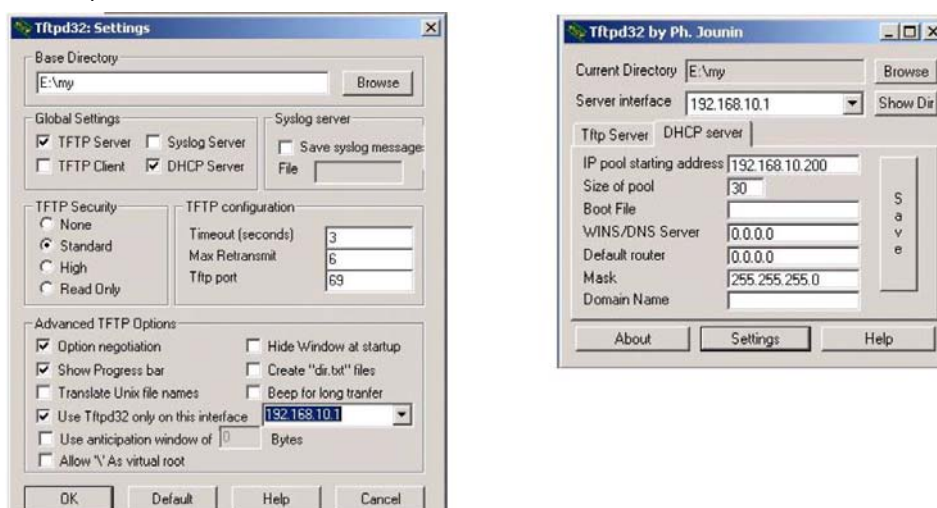 Tftpd32: Settings
Base Directory
E:\my
Browse
Global Settings
TFTP Server
Syslog Server
TFTP Client
DHCP Server
Syslog server
Save syslog message
File
TFTP Security
None
Standard
High
Read Only
TFTP configuration
Timeout (seconds) 3
Max Retransmit 6
Tftp port 69
Advanced TFTP Options
Option negotiation
Hide Window at startup
Show Progress bar
Create "dir.txt" files
Translate Unix file names
Beep for long tranfer
Use Tftpd32 only on this interface 192.168.10.1
Use anticipation window of 0 Bytes
Allow '\' As virtual root
OK
Default
Help
Cancel
Tftpd32 by Ph. Jounin
Current Directory E:\my Browse
Server interface 192.168.10.1 Show Dir
Tftp Server DHCP server
IP pool starting address 192.168.10.200
Size of pool 30
Boot File
WINS/DNS Server 0.0.0.0
Default router 0.0.0.0
Mask 255.255.255.0
Domain Name
Save
About
Settings
Help